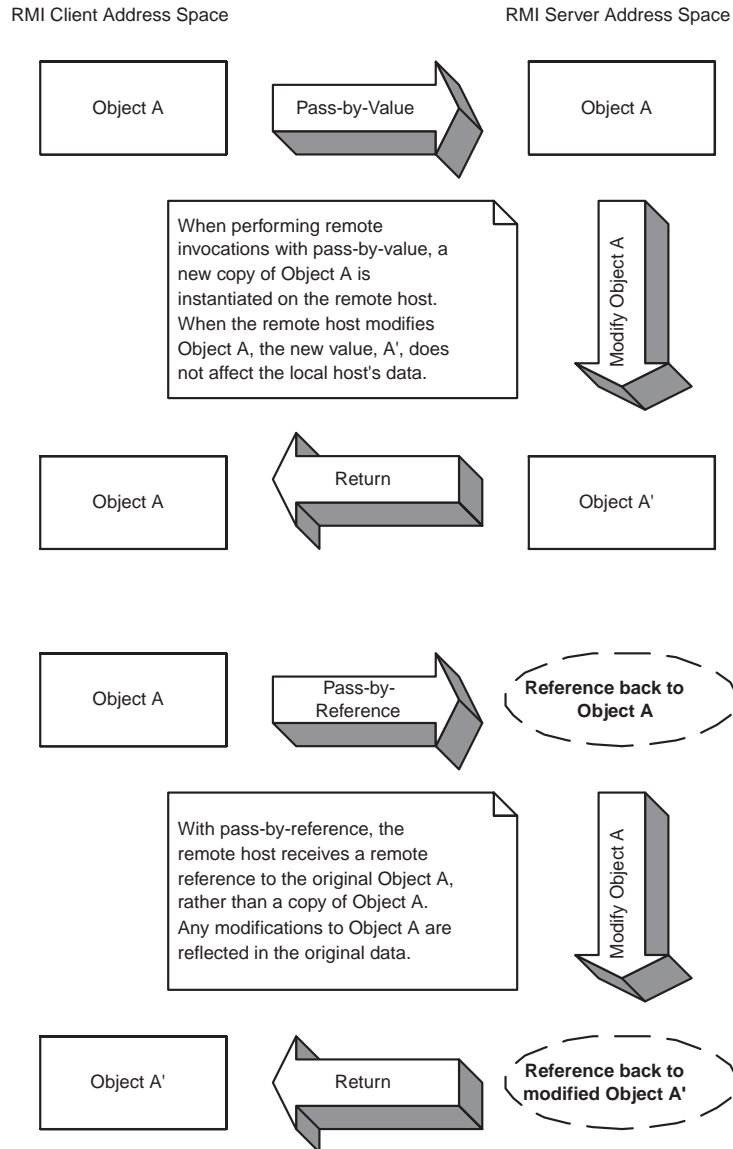 RMI Client Address Space
RMI Server Address Space
Object A
Pass-by-Value
Object A
When performing remote
invocations with pass-by-value, a
new copy of Object A is
instantiated on the remote host.
When the remote host modifies
Object A, the new value, A', does
not affect the local host's data.
Modify Object A
Object A
Return
Object A'
Object A
Pass-by-
Reference
Reference back to
Object A
With pass-by-reference, the
remote host receives a remote
reference to the original Object A,
rather than a copy of Object A.
Any modifications to Object A are
reflected in the original data.
Modify Object A
Object A'
Return
Reference back to
modified Object A'